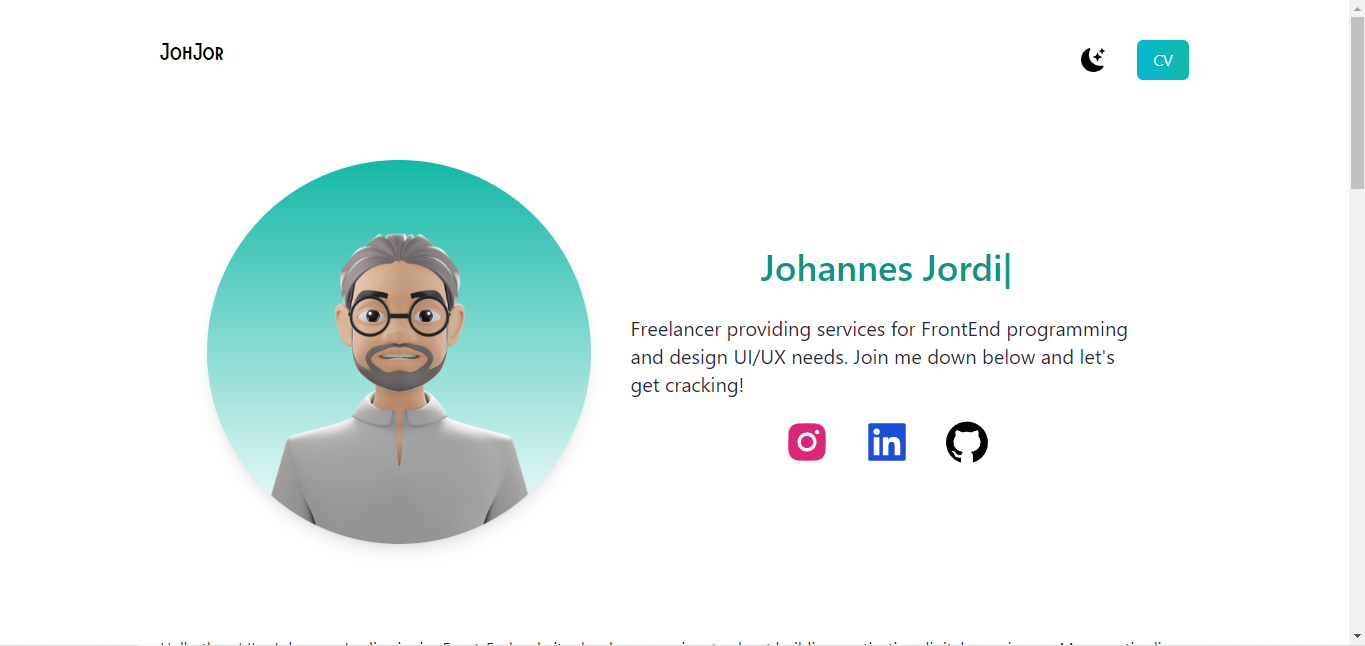 JohJor
CV
Johannes Jordi|
Freelancer providing services for FrontEnd programming
and design UI/UX needs. Join me down below and let's
get cracking!
in